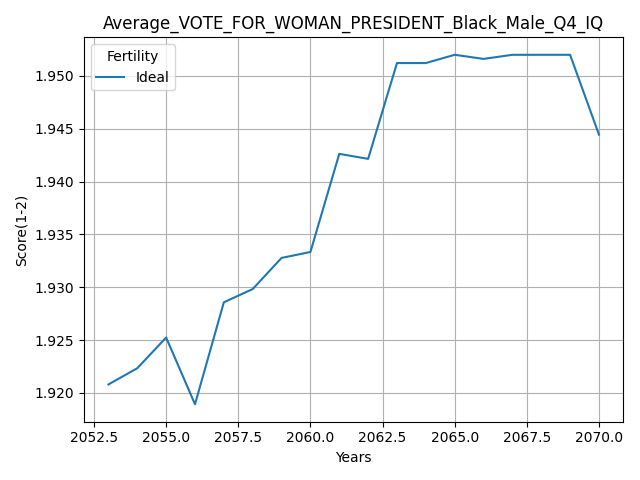 Average_VOTE_FOR_WOMAN_PRESIDENT_Black_Male_Q4_IQ
Fertility
Ideal
Score(1-2)
1.950
1.945
1.940
1.935
1.930
1.925
1.920
2052.5 2055.0 2057.5 2060.0 2062.5 2065.0 2067.5 2070.0
Years